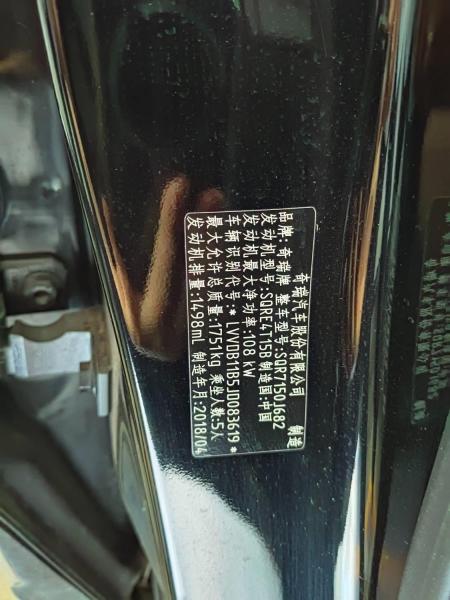 奇瑞汽车股份有限公司 制造
品牌:奇瑞牌 整车型号:SQR7150J682
发动机型号:SQRE4T15B 制造国:中国
发动机最大净功率:108 kW
车辆识别代号:* LVVDB11B5JD083619 *
最大允许总质量:1751kg 乘坐人数:5人
发动机排量:1498mL 制造年月:2018/04